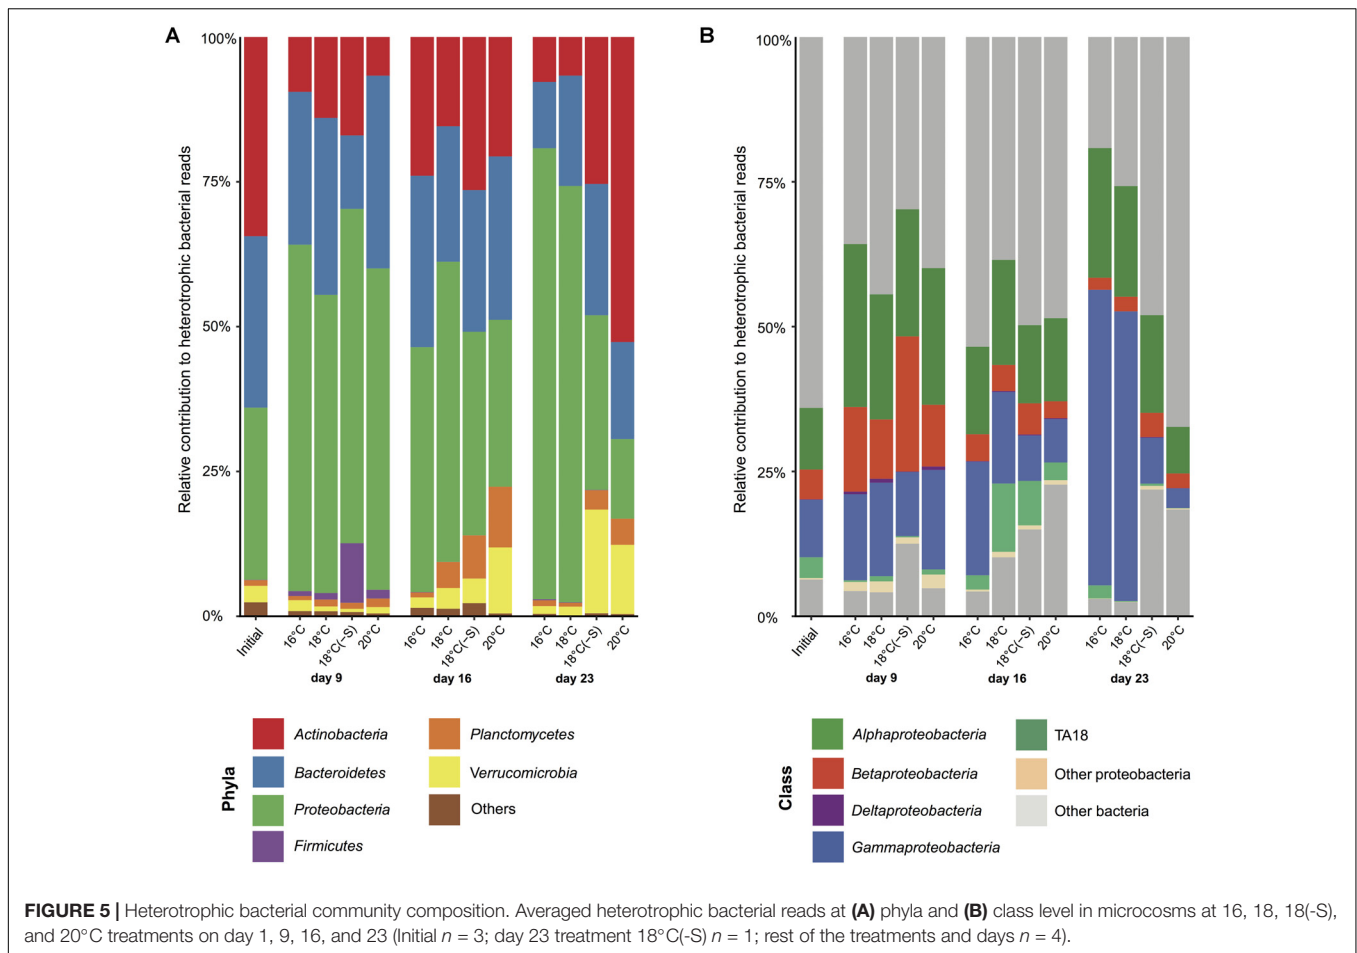 A
Relative contribution to heterotrophic bacterial reads
100%
75%
50%
25%
0%
Initial
16°C
18°C
18°C(–S)
20°C
day 9
16°C
18°C
18°C(–S)
20°C
day 16
16°C
18°C
18°C(–S)
20°C
day 23
Phyla
Actinobacteria
Bacteroidetes
Proteobacteria
Firmicutes
Planctomycetes
Verrucomicrobia
Others
B
Relative contribution to heterotrophic bacterial reads
100%
75%
50%
25%
0%
Initial
16°C
18°C
18°C(–S)
20°C
day 9
16°C
18°C
18°C(–S)
20°C
day 16
16°C
18°C
18°C(–S)
20°C
day 23
Class
Alphaproteobacteria
Betaproteobacteria
Deltaproteobacteria
Gammaproteobacteria
TA18
Other proteobacteria
Other bacteria
FIGURE 5 | Heterotrophic bacterial community composition. Averaged heterotrophic bacterial reads at (A) phyla and (B) class level in microcosms at 16, 18, 18(-S),
and 20°C treatments on day 1, 9, 16, and 23 (Initial n = 3; day 23 treatment 18°C(-S) n = 1; rest of the treatments and days n = 4).